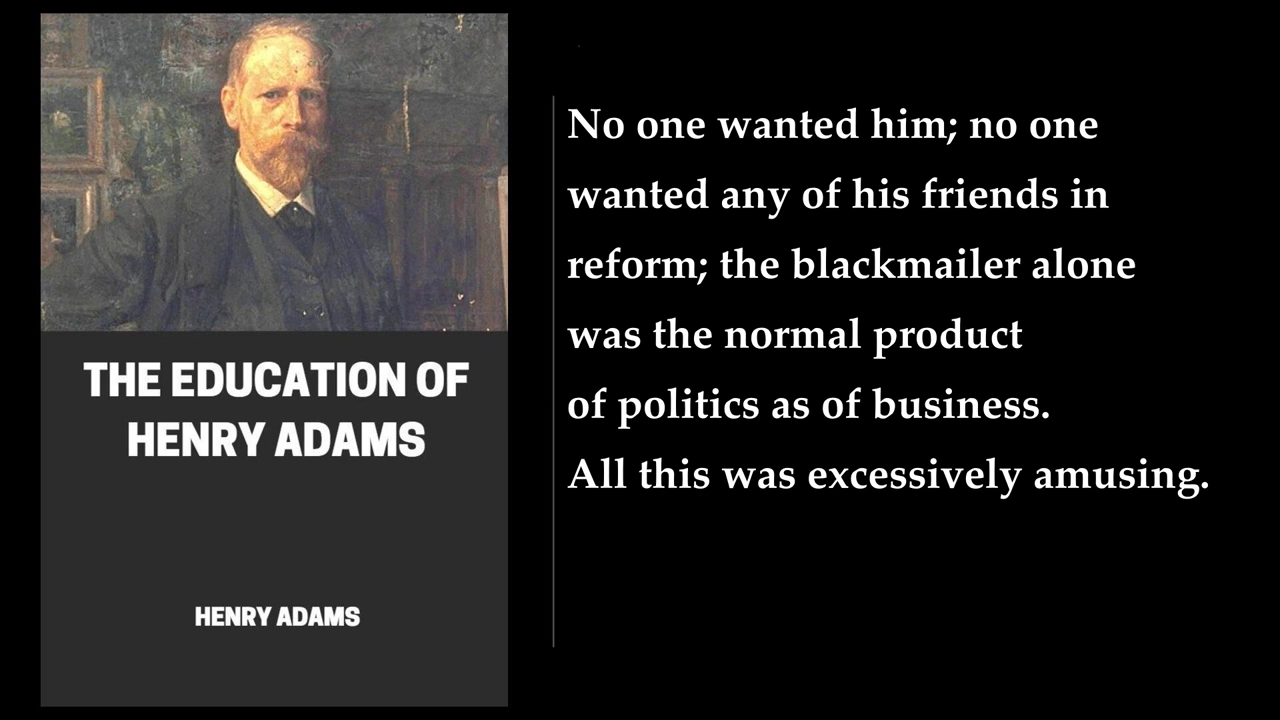 THE EDUCATION OF
HENRY ADAMS
HENRY ADAMS
No one wanted him; no one
wanted any of his friends in
reform; the blackmailer alone
was the normal product
of politics as of business.
All this was excessively amusing.